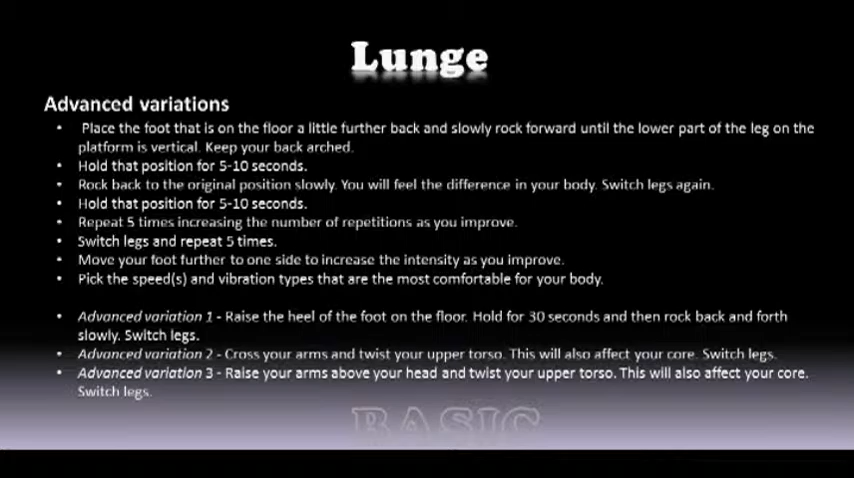 Lunge
Advanced variations
• Place the foot that is on the floor a little further back and slowly rock forward until the lower part of the leg on the
platform is vertical. Keep your back arched.
• Hold that position for 5-10 seconds.
• Rock back to the original position slowly. You will feel the difference in your body. Switch legs again.
• Hold that position for 5-10 seconds.
• Repeat 5 times increasing the number of repetitions as you improve.
• Switch legs and repeat 5 times.
• Move your foot further to one side to increase the intensity as you improve.
• Pick the speed(s) and vibration types that are the most comfortable for your body.
• Advanced variation 1 - Raise the heel of the foot on the floor. Hold for 30 seconds and then rock back and forth
slowly. Switch legs.
• Advanced variation 2 - Cross your arms and twist your upper torso. This will also affect your core. Switch legs.
• Advanced variation 3 - Raise your arms above your head and twist your upper torso. This will also affect your core.
Switch legs.
BASIC